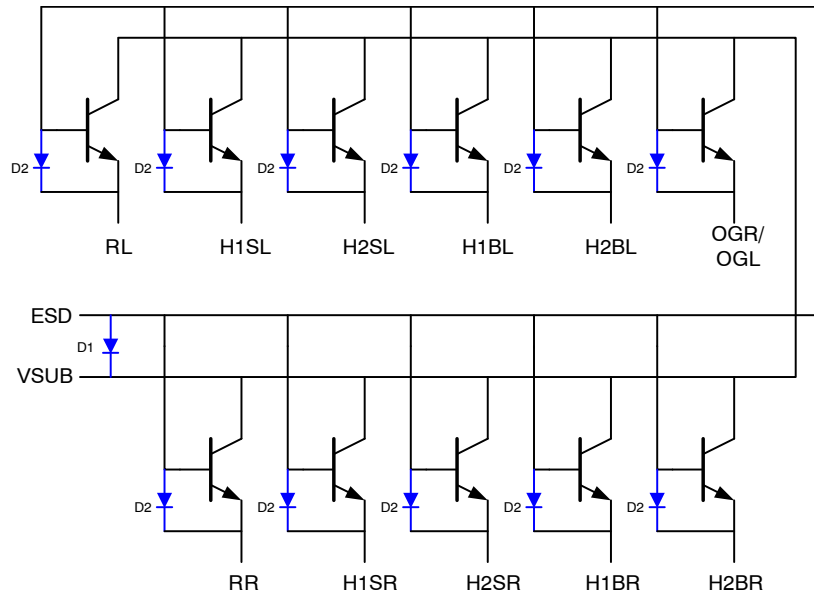 D2 D2 D2 D2 D2 D2
RL H1SL H2SL H1BL H2BL OGR/
OGL
ESD
D1
VSUB
D2 D2 D2 D2 D2
RR H1SR H2SR H1BR H2BR